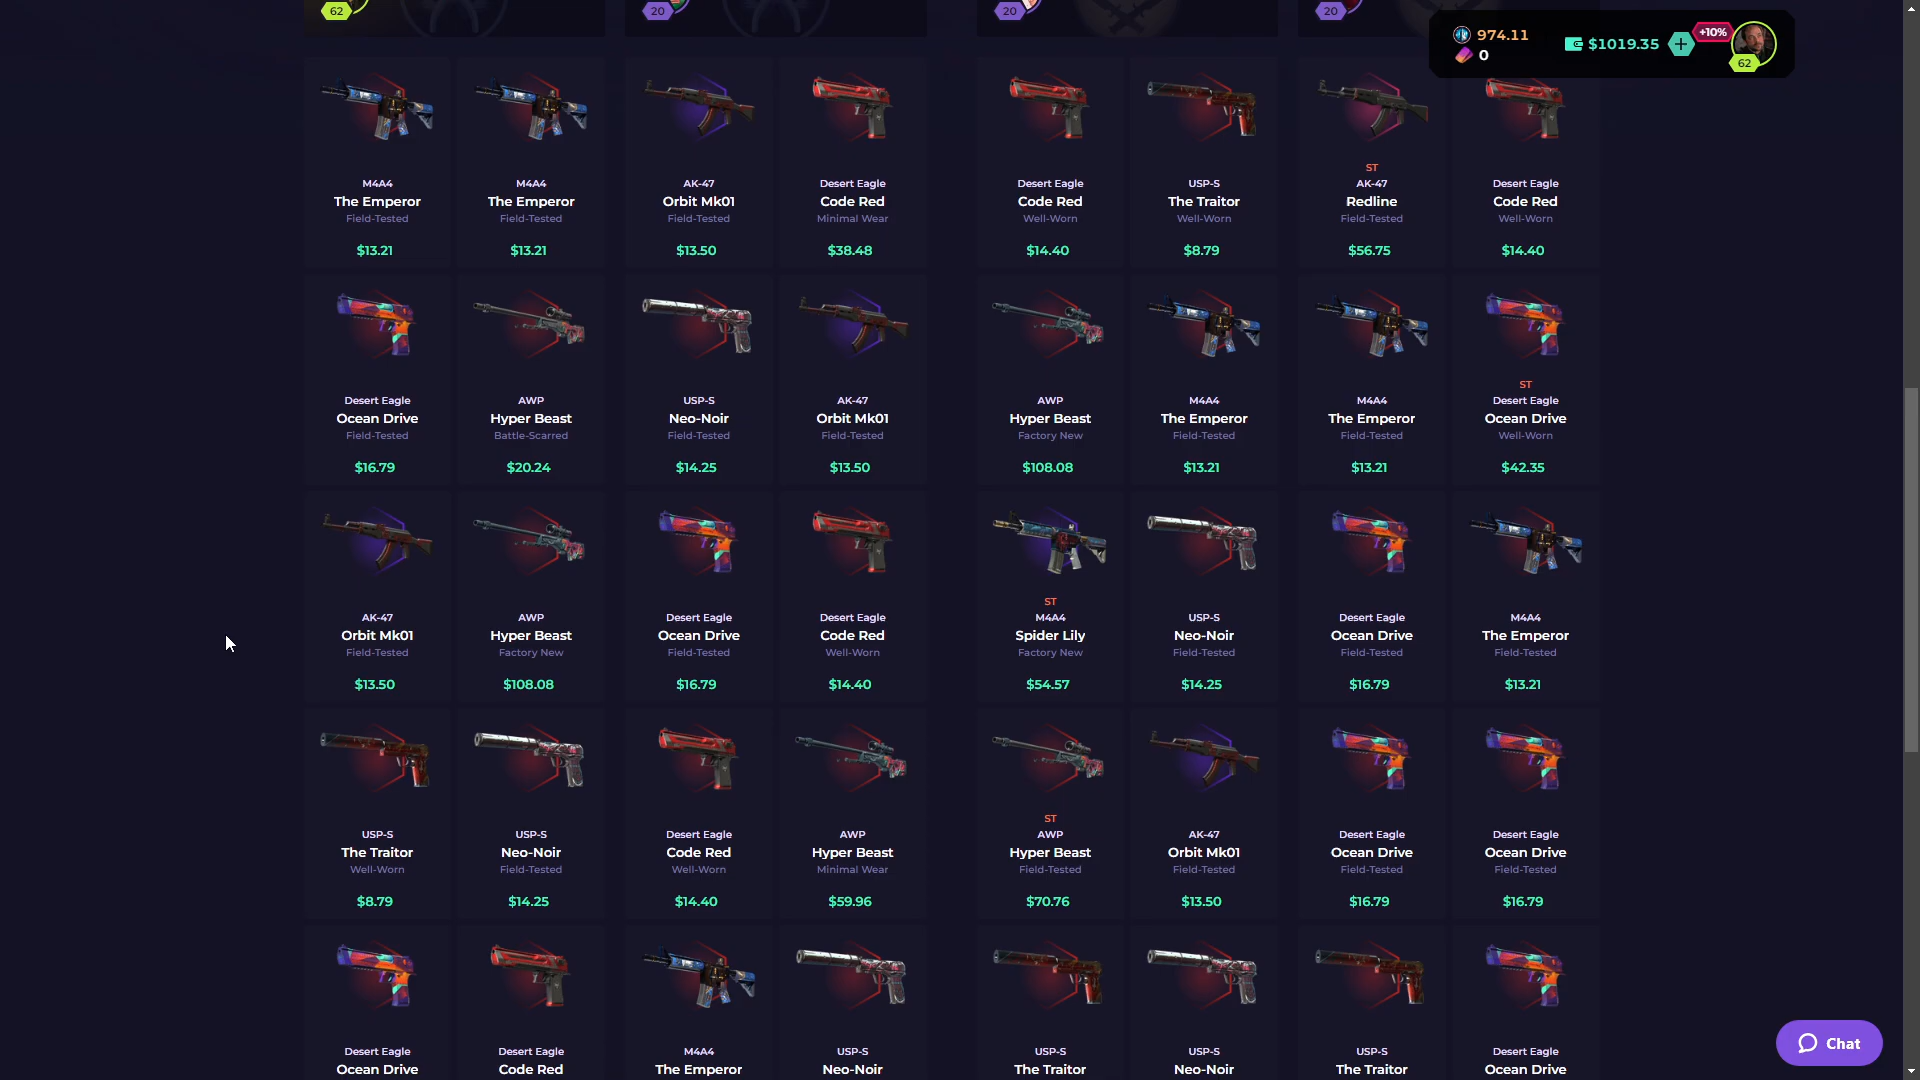 62
20
20
20
974.11
0
$1019.35
+10%
62
M4A4
The Emperor
Field-Tested
$13.21
M4A4
The Emperor
Field-Tested
$13.21
AK-47
Orbit Mk01
Field-Tested
$13.50
Desert Eagle
Code Red
Minimal Wear
$38.48
Desert Eagle
Code Red
Well-Worn
$14.40
USP-S
The Traitor
Well-Worn
$8.79
ST
AK-47
Redline
Field-Tested
$56.75
Desert Eagle
Code Red
Well-Worn
$14.40
Desert Eagle
Ocean Drive
Field-Tested
$16.79
AWP
Hyper Beast
Battle-Scarred
$20.24
USP-S
Neo-Noir
Field-Tested
$14.25
AK-47
Orbit Mk01
Field-Tested
$13.50
AWP
Hyper Beast
Factory New
$108.08
M4A4
The Emperor
Field-Tested
$13.21
M4A4
The Emperor
Field-Tested
$13.21
ST
Desert Eagle
Ocean Drive
Well-Worn
$42.35
AK-47
Orbit Mk01
Field-Tested
$13.50
AWP
Hyper Beast
Factory New
$108.08
Desert Eagle
Ocean Drive
Field-Tested
$16.79
Desert Eagle
Code Red
Well-Worn
$14.40
ST
M4A4
Spider Lily
Factory New
$54.57
USP-S
Neo-Noir
Field-Tested
$14.25
Desert Eagle
Ocean Drive
Field-Tested
$16.79
M4A4
The Emperor
Field-Tested
$13.21
USP-S
The Traitor
Well-Worn
$8.79
USP-S
Neo-Noir
Field-Tested
$14.25
Desert Eagle
Code Red
Well-Worn
$14.40
AWP
Hyper Beast
Minimal Wear
$59.96
ST
AWP
Hyper Beast
Field-Tested
$70.76
AK-47
Orbit Mk01
Field-Tested
$13.50
Desert Eagle
Ocean Drive
Field-Tested
$16.79
Desert Eagle
Ocean Drive
Field-Tested
$16.79
Desert Eagle
Ocean Drive
Desert Eagle
Code Red
M4A4
The Emperor
USP-S
Neo-Noir
USP-S
The Traitor
USP-S
Neo-Noir
USP-S
The Traitor
Desert Eagle
Ocean Drive
Chat